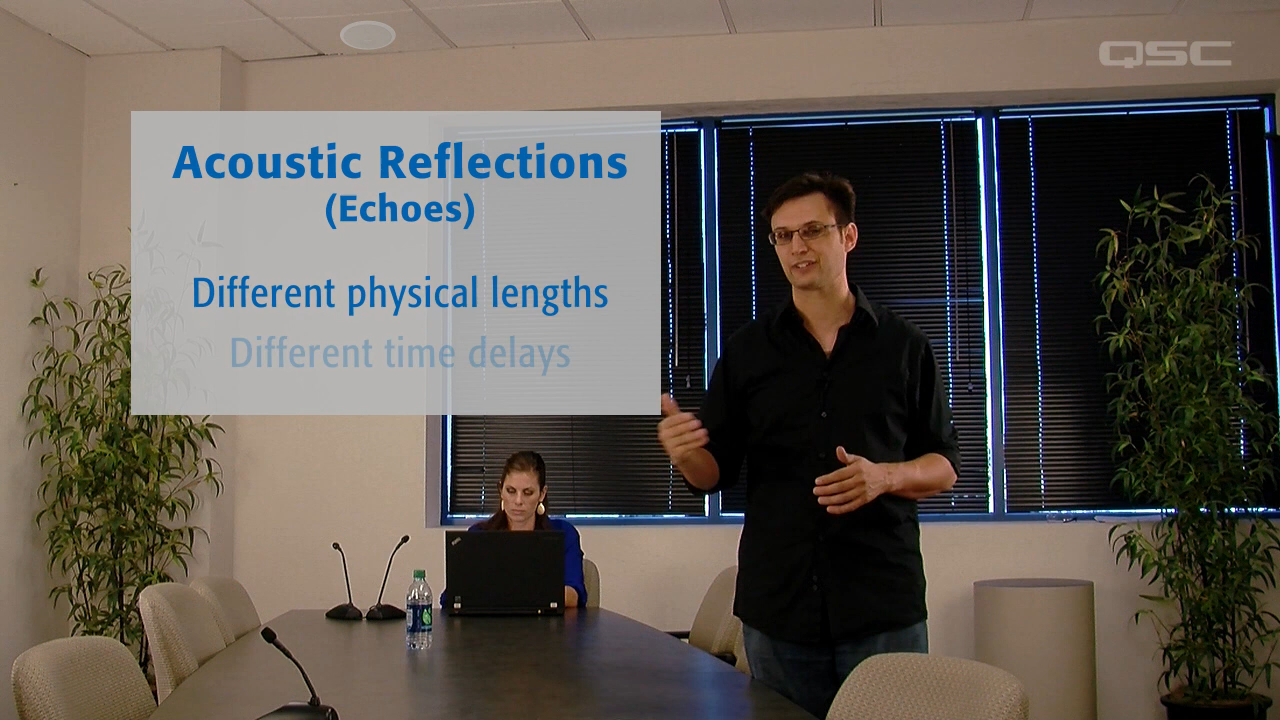 QSC
Acoustic Reflections
(Echoes)
Different physical lengths
Different time delays